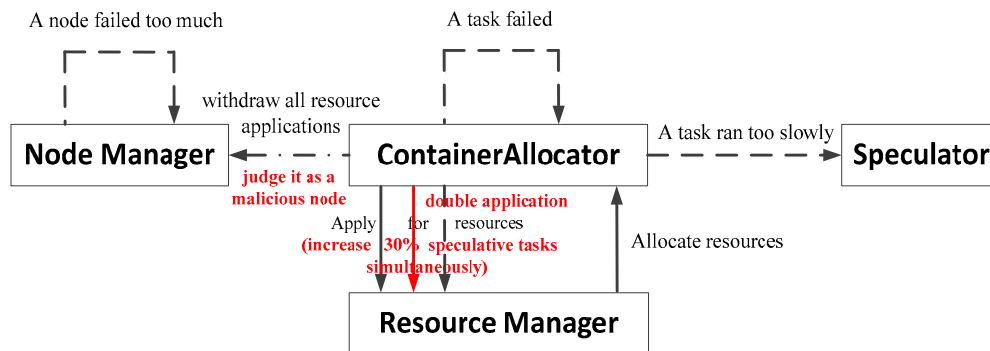 A node failed too much
A task failed
withdraw all resource
applications
A task ran too slowly
Node Manager
ContainerAllocator
Speculator
judge it as a
malicious node
double application
Apply for resources
(increase 30% speculative tasks
simultaneously)
Allocate resources
Resource Manager